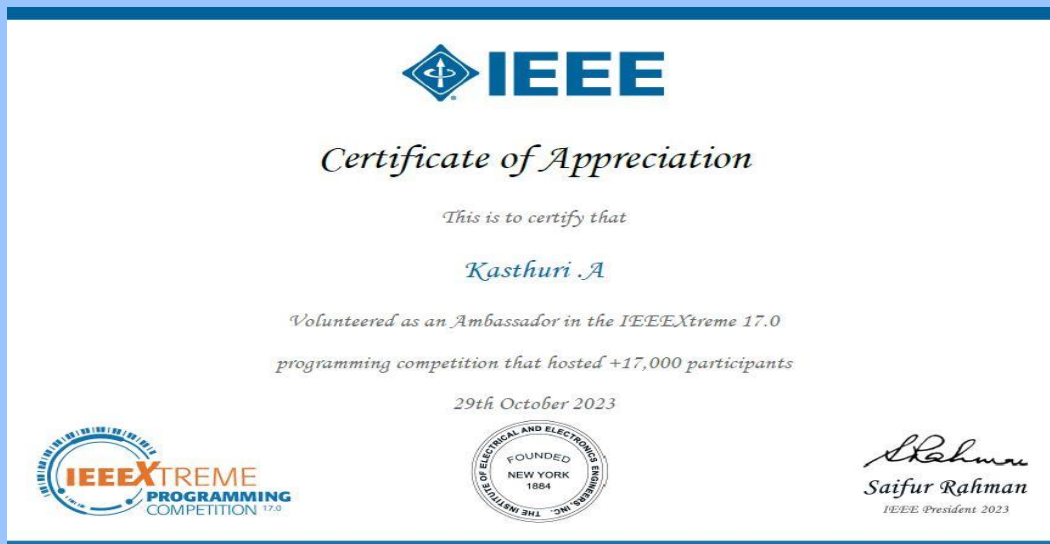 IEEE
Certificate of Appreciation
This is to certify that
Kasthuri .A
Volunteered as an Ambassador in the IEEEXtreme 17.0
programming competition that hosted +17,000 participants
29th October 2023
IEEEXTREME
PROGRAMMING
COMPETITION 17.0
THE INSTITUTE OF ELECTRICAL AND ELECTRONICS ENGINEERS, INC.
FOUNDED
NEW YORK
1884
SRahman
Saifur Rahman
IEEE President 2023